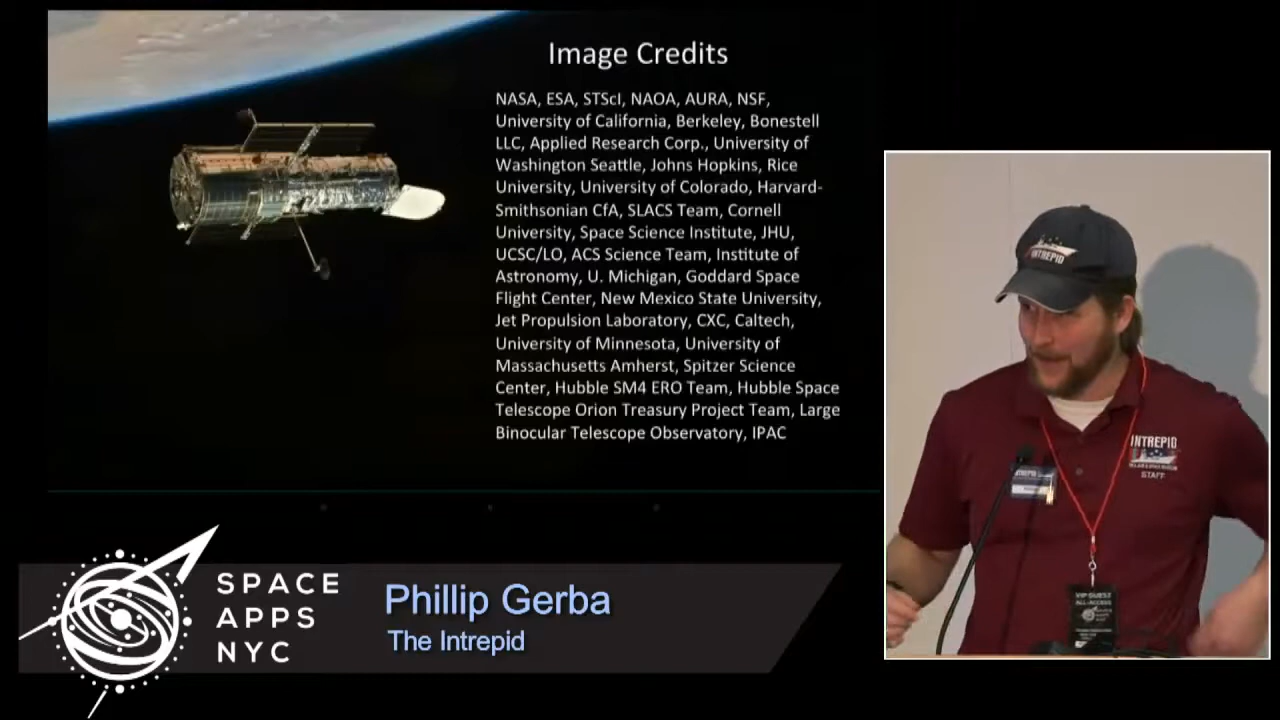 Image Credits
NASA, ESA, STScI, NAOA, AURA, NSF,
University of California, Berkeley, Bonestell
LLC, Applied Research Corp., University of
Washington Seattle, Johns Hopkins, Rice
University, University of Colorado, Harvard-
Smithsonian CfA, SLACS Team, Cornell
University, Space Science Institute, JHU,
UCSC/LO, ACS Science Team, Institute of
Astronomy, U. Michigan, Goddard Space
Flight Center, New Mexico State University,
Jet Propulsion Laboratory, CXC, Caltech,
University of Minnesota, University of
Massachusetts Amherst, Spitzer Science
Center, Hubble SM4 ERO Team, Hubble Space
Telescope Orion Treasury Project Team, Large
Binocular Telescope Observatory, IPAC
INTREPID
INTREPID
STAFF
VIP GUEST
ALL-ACCESS
SPACE
APPS
NYC
Phillip Gerba
The Intrepid